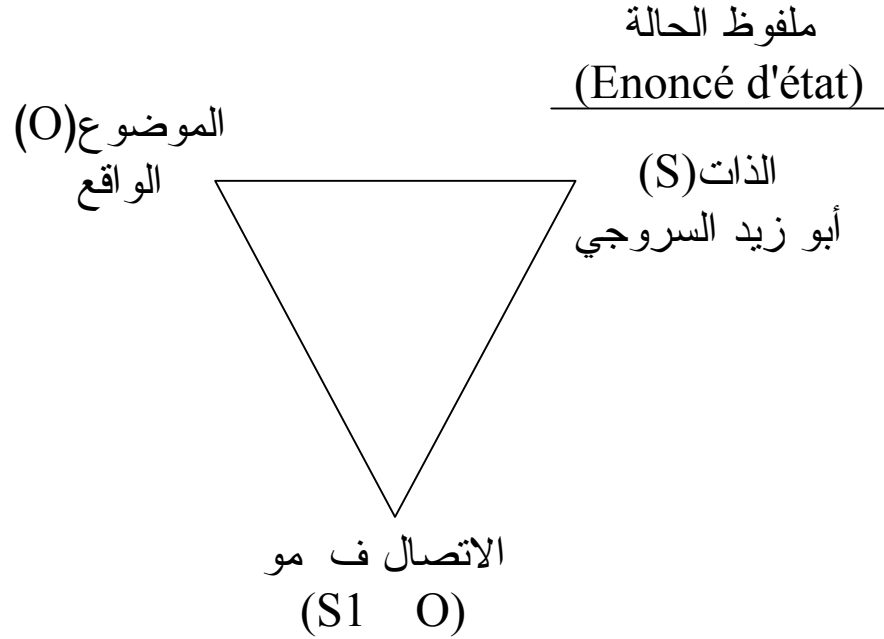 ملفوظ الحالة
(Enoncé d'état)
الذات(S)
أبو زيد السروجي
الموضوع(O)
الواقع
الاتصال ف مو
(S1 O)